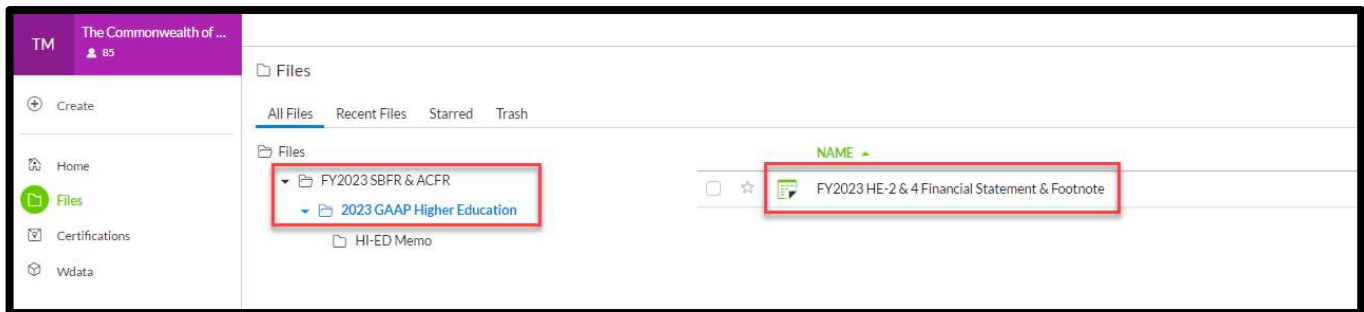 TM
The Commonwealth of ...
85
Create
Home
Files
Certifications
Wdata
Files
All Files Recent Files Starred Trash
Files
FY2023 SBFR & ACFR
2023 GAAP Higher Education
HI-ED Memo
NAME
FY2023 HE-2 & 4 Financial Statement & Footnote